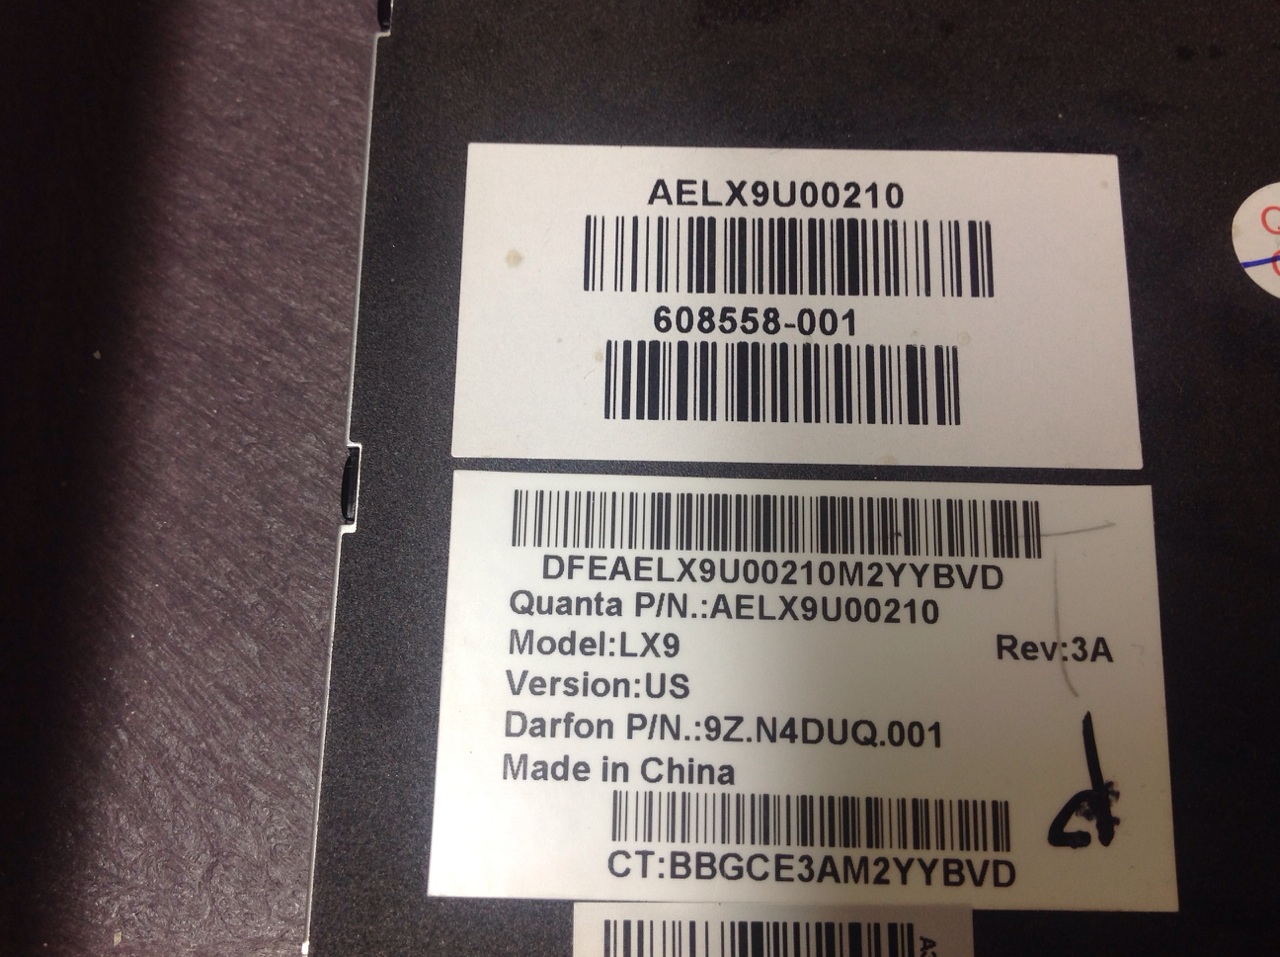 AELX9U00210
608558-001
DFEAELX9U00210M2YYBVD
Quanta P/N.:AELX9U00210
Model:LX9
Rev:3A
Version:US
Darfon P/N.:9Z.N4DUQ.001
Made in China
CT:BBGCE3AM2YYBVD